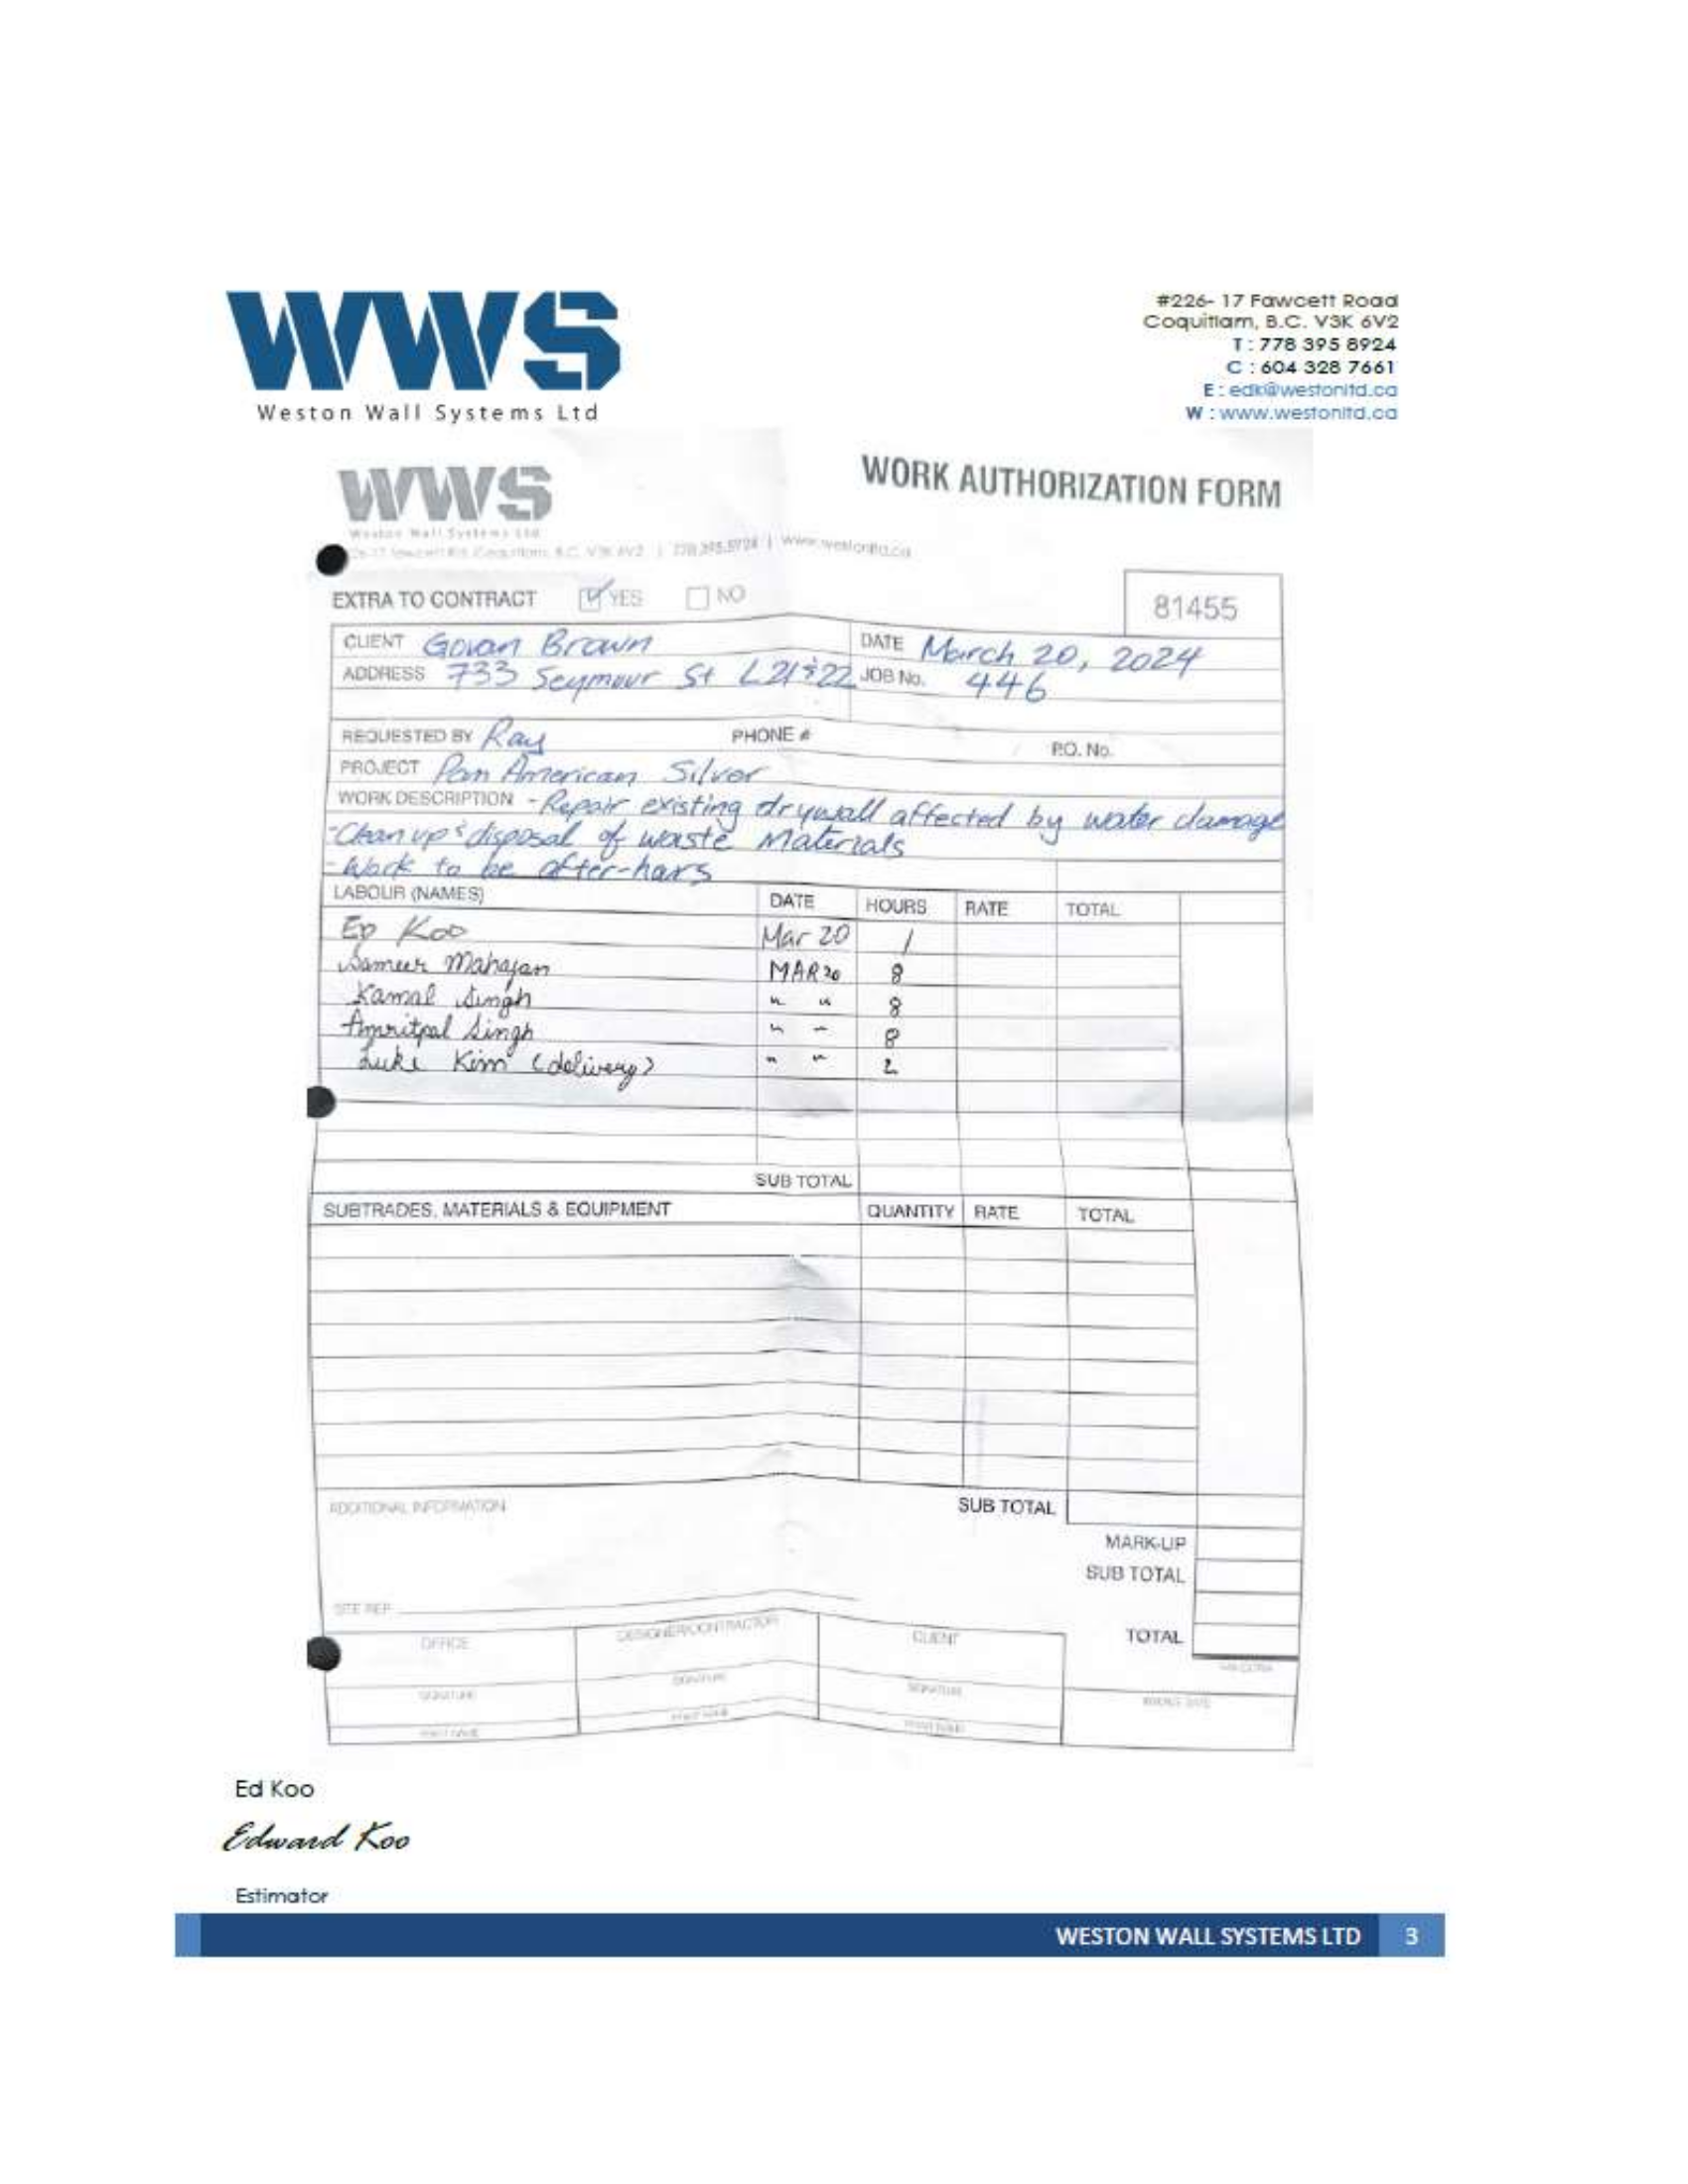 WWS
Weston Wall Systems Ltd
#226- 17 Fawcett Road
Coquitlam, B.C. V3K 6V2
T : 778 395 8924
C : 604 328 7661
E : edk@westonltd.ca
W : www.westonltd.ca
WWS
Weston Wall Systems Ltd
WORK AUTHORIZATION FORM
Coquitlam, B.C. V3K 6V2 | 778.395.8924 | www.westonltd.ca
EXTRA TO CONTRACT YES NO
81455
CLIENT Govan Brown DATE March 20, 2024
ADDRESS 733 Seymour St L21&22 JOB No. 446
REQUESTED BY Ray PHONE # P.O. No.
PROJECT Pan American Silver
WORK DESCRIPTION - Repair existing drywall affected by water damage
- Clean up & disposal of waste Materials
- Work to be after-hours
LABOUR (NAMES) DATE HOURS RATE TOTAL
Ed Koo Mar 20 1
Sameer Mahajan MAR 20 8
Kamal Singh " " 8
Amritpal Singh " " 8
Luke Kim (delivery) " " 2
SUB TOTAL
SUBTRADES, MATERIALS & EQUIPMENT QUANTITY RATE TOTAL
ADDITIONAL INFORMATION SUB TOTAL
MARK-UP
SUB TOTAL
SITE REP
OFFICE DESIGNER/CONTRACTOR CLIENT TOTAL
SIGNATURE SIGNATURE SIGNATURE INVOICE DATE
PRINT NAME PRINT NAME PRINT NAME
Ed Koo
Edward Koo
Estimator
WESTON WALL SYSTEMS LTD 3